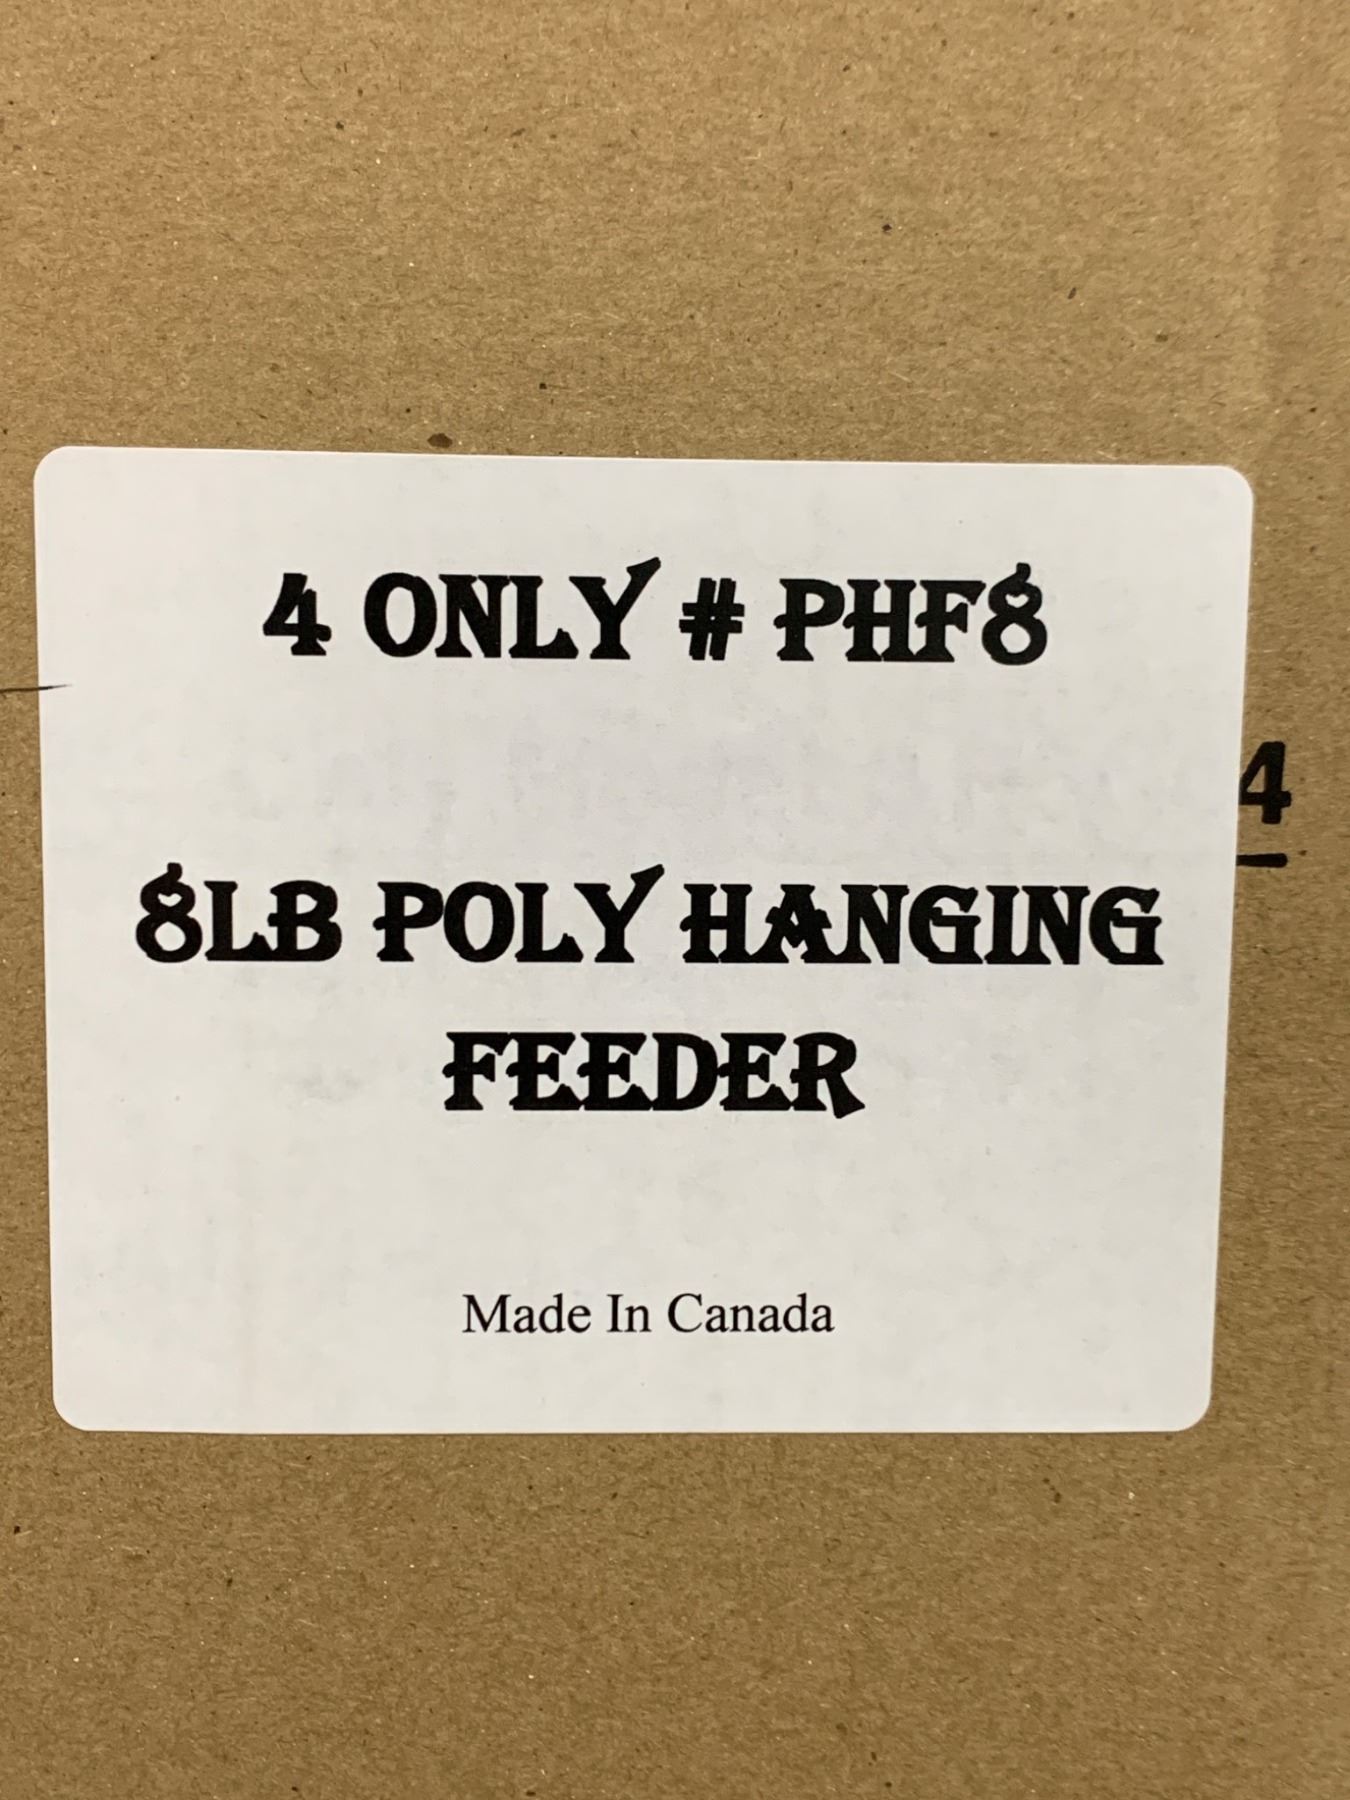 4 ONLY # PHF8
4
8LB POLY HANGING
FEEDER
Made In Canada